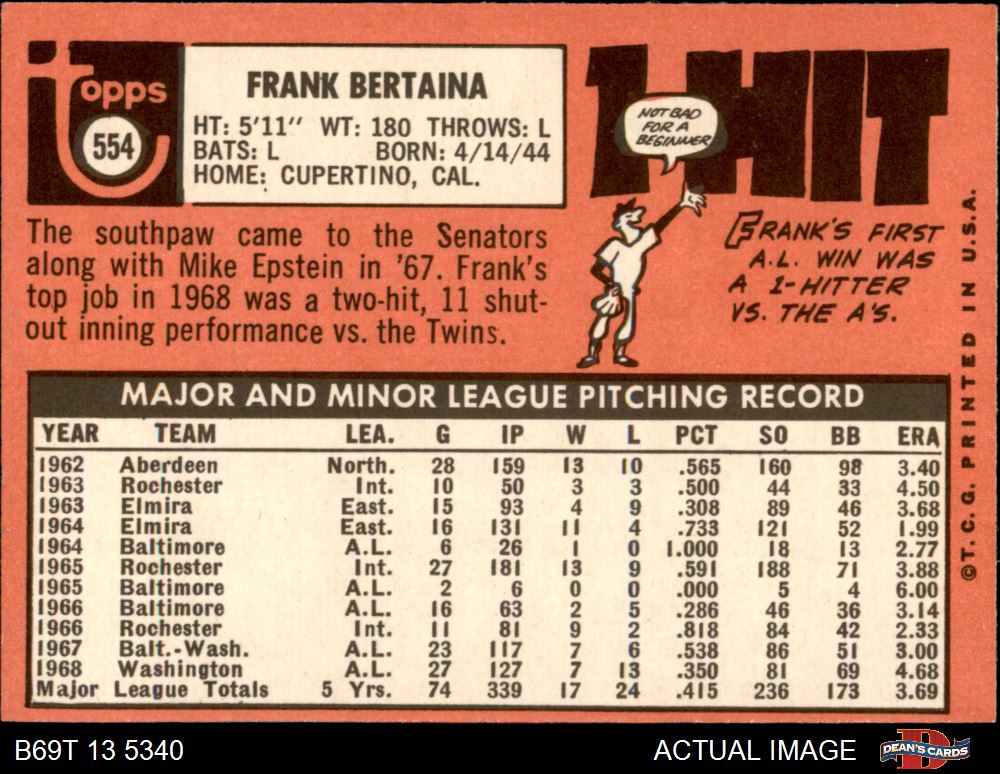 Topps
554
FRANK BERTAINA
HT: 5'11" WT: 180 THROWS: L
BATS: L BORN: 4/14/44
HOME: CUPERTINO, CAL.
The southpaw came to the Senators
along with Mike Epstein in '67. Frank's
top job in 1968 was a two-hit, 11 shut-
out inning performance vs. the Twins.
1-HIT
NOT BAD
FOR A
BEGINNER
FRANK'S FIRST
A.L. WIN WAS
A 1-HITTER
VS. THE A'S.
MAJOR AND MINOR LEAGUE PITCHING RECORD
YEAR TEAM LEA. G IP W L PCT SO BB ERA
1962 Aberdeen North. 28 159 13 10 .565 160 98 3.40
1963 Rochester Int. 10 50 3 3 .500 44 33 4.50
1963 Elmira East. 15 93 4 9 .308 89 46 3.68
1964 Elmira East. 16 131 11 4 .733 121 52 1.99
1964 Baltimore A.L. 6 26 1 0 1.000 18 13 2.77
1965 Rochester Int. 27 181 13 9 .591 188 71 3.88
1965 Baltimore A.L. 2 6 0 0 .000 5 4 6.00
1966 Baltimore A.L. 16 63 2 5 .286 46 36 3.14
1966 Rochester Int. 11 81 9 2 .818 84 42 2.33
1967 Balt.-Wash. A.L. 23 117 7 6 .538 86 51 3.00
1968 Washington A.L. 27 127 7 13 .350 81 69 4.68
Major League Totals 5 Yrs. 74 339 17 24 .415 236 173 3.69
©T.C.G. PRINTED IN U.S.A.
B69T 13 5340
ACTUAL IMAGE
DEAN'S CARDS